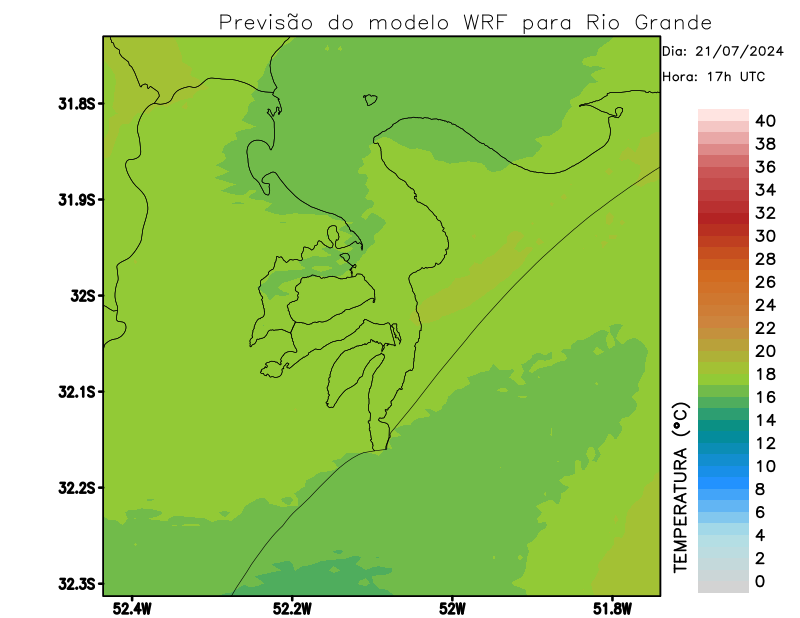 Previsão do modelo WRF para Rio Grande
Dia: 21/07/2024
Hora: 17h UTC
31.8S
31.9S
32S
32.1S
32.2S
32.3S
52.4W
52.2W
52W
51.8W
TEMPERATURA (°C)
40
38
36
34
32
30
28
26
24
22
20
18
16
14
12
10
8
6
4
2
0